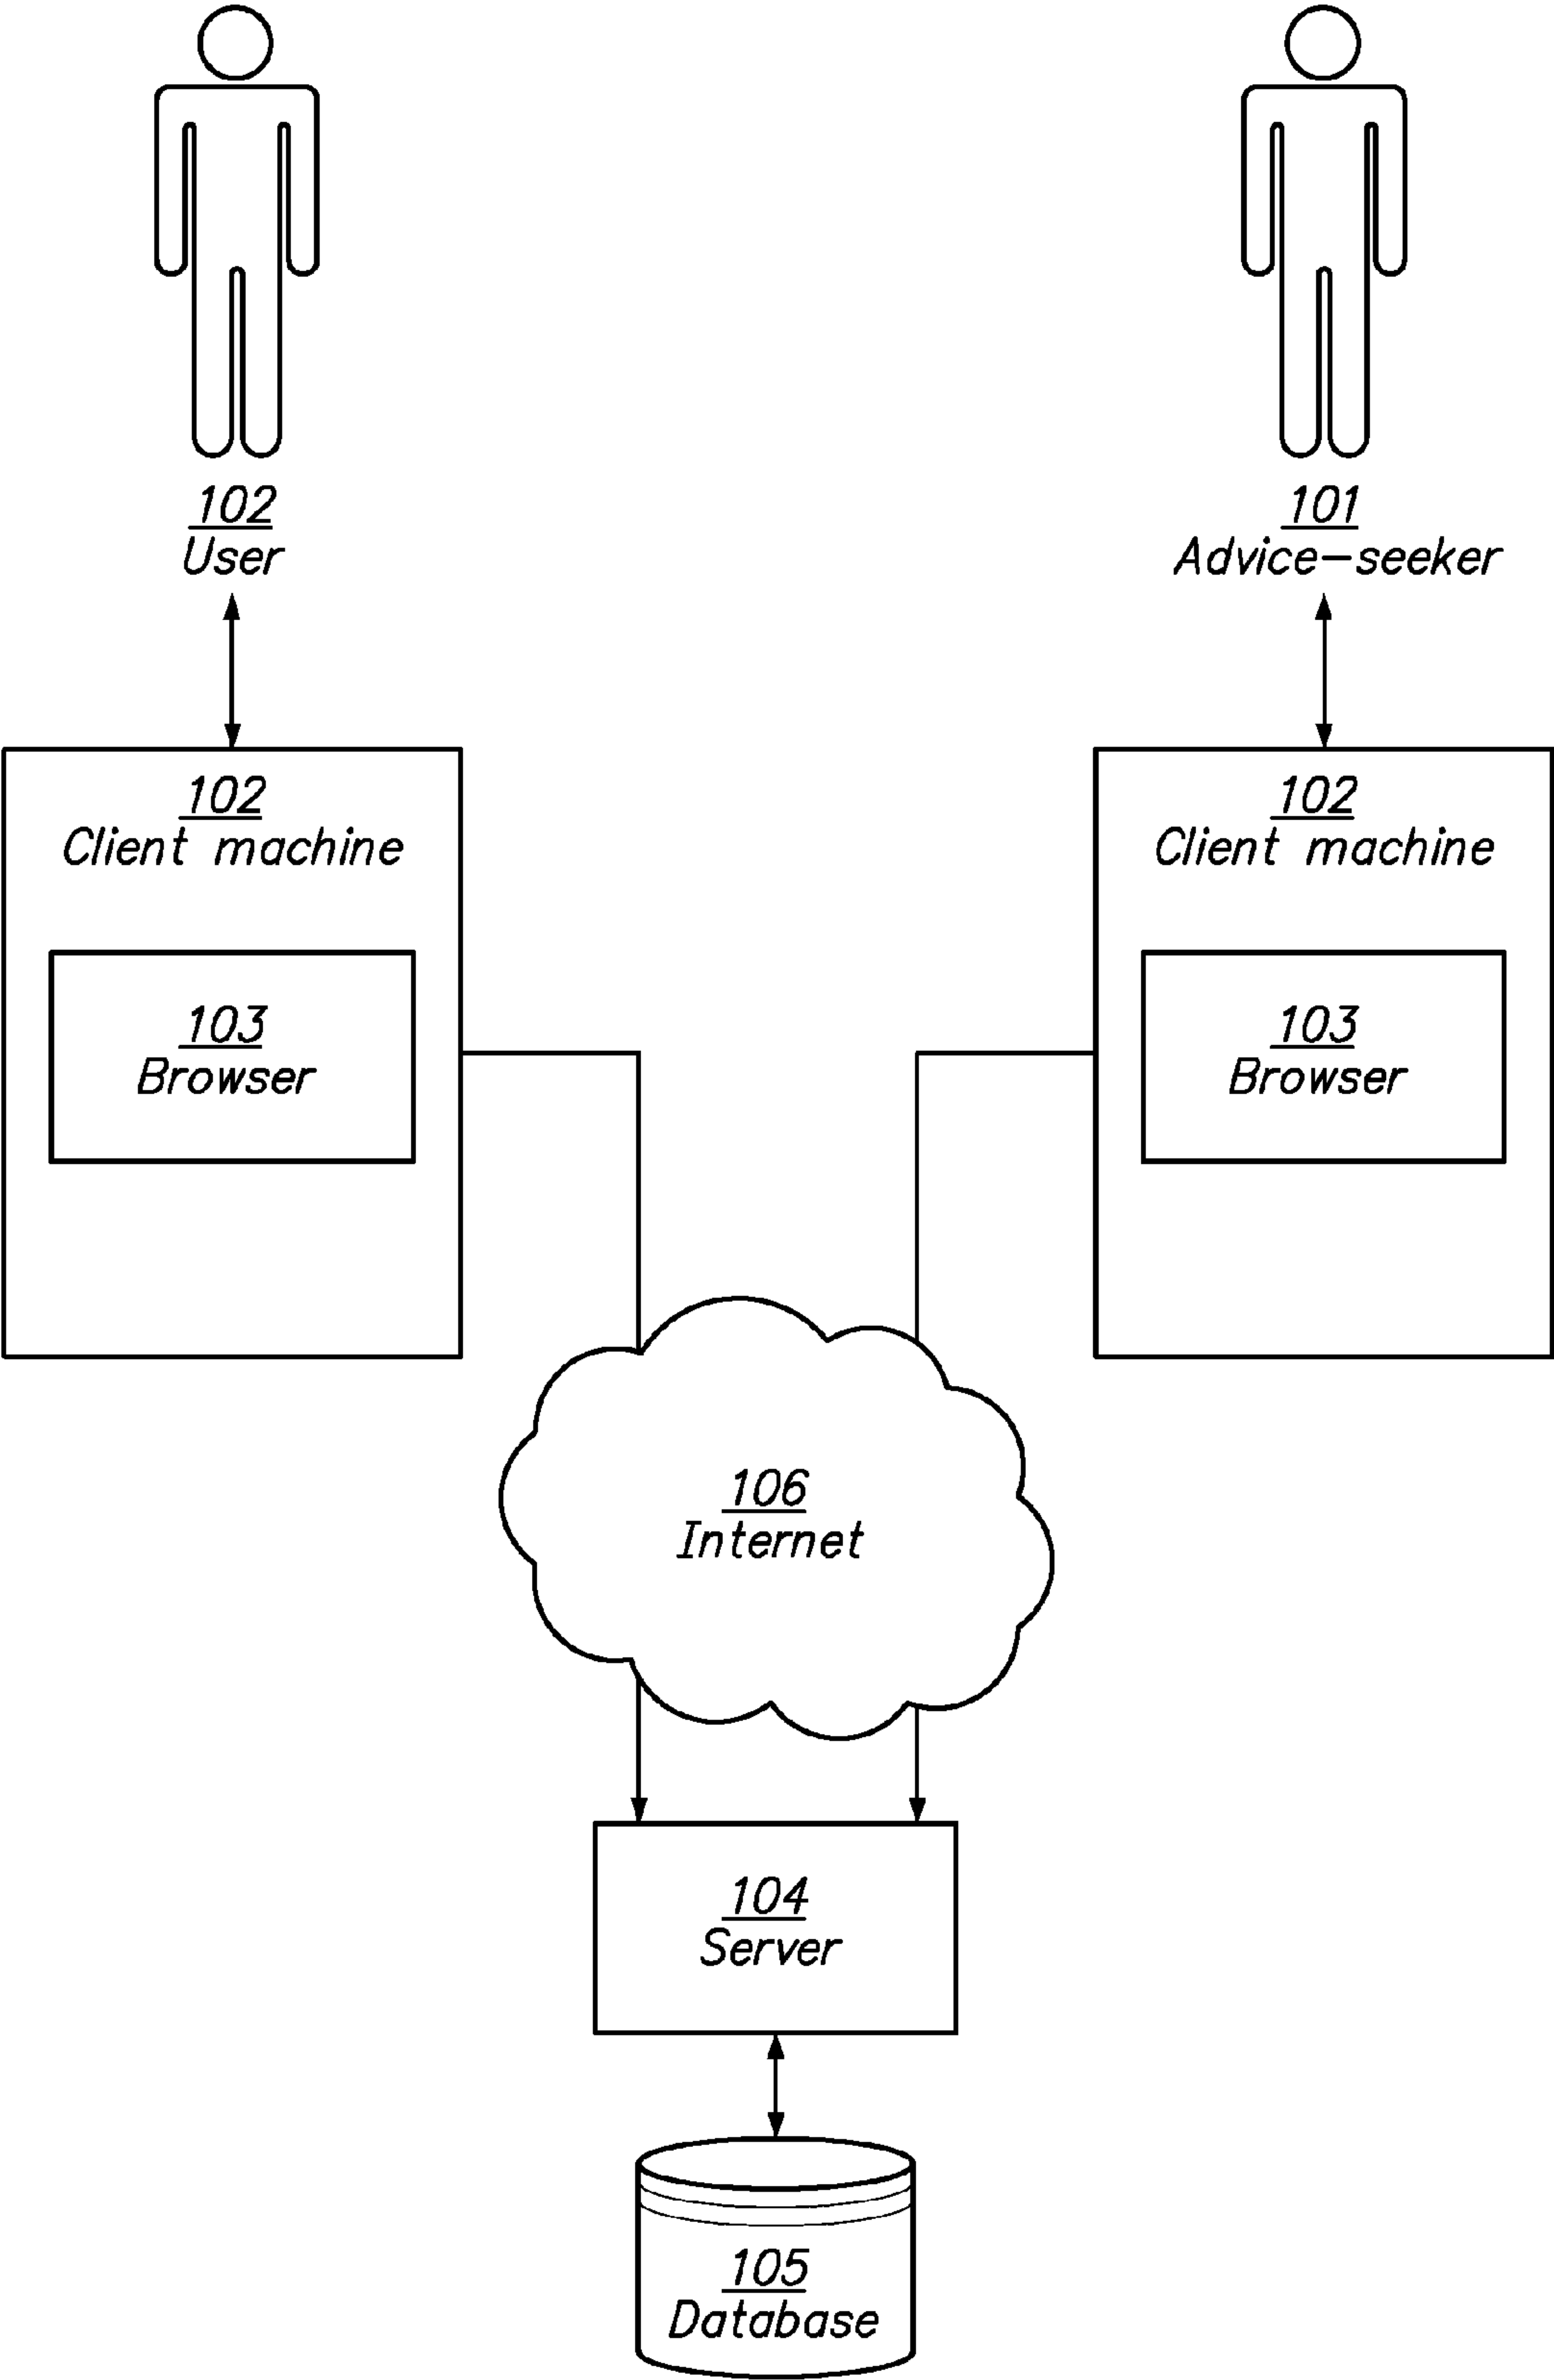 102
User
101
Advice-seeker
102
Client machine
102
Client machine
103
Browser
103
Browser
106
Internet
104
Server
105
Database